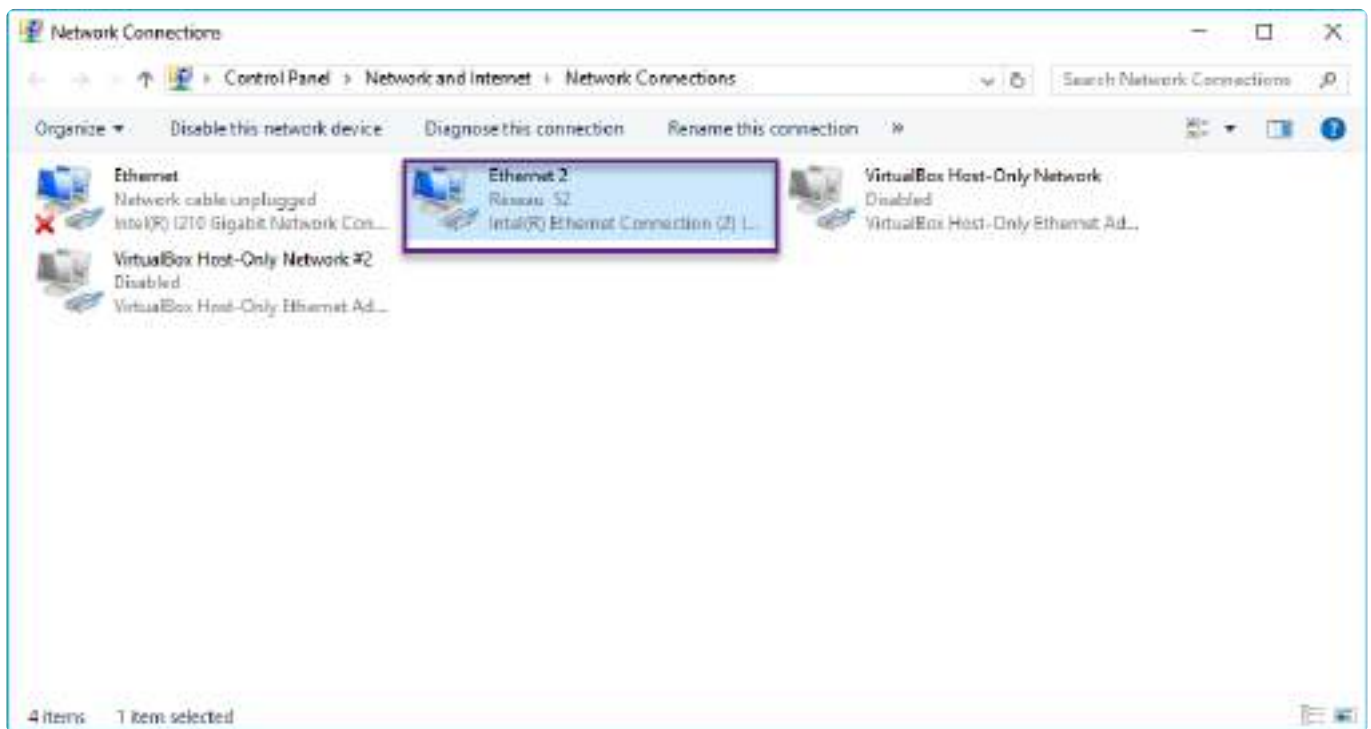 Network Connections
Control Panel › Network and Internet › Network Connections
Search Network Connections
Organize
Disable this network device
Diagnose this connection
Rename this connection
»
Ethernet
Network cable unplugged
Intel(R) I210 Gigabit Network Con...
Ethernet 2
Réseau 52
Intel(R) Ethernet Connection (2) I...
VirtualBox Host-Only Network
Disabled
VirtualBox Host-Only Ethernet Ad...
VirtualBox Host-Only Network #2
Disabled
VirtualBox Host-Only Ethernet Ad...
4 items
1 item selected